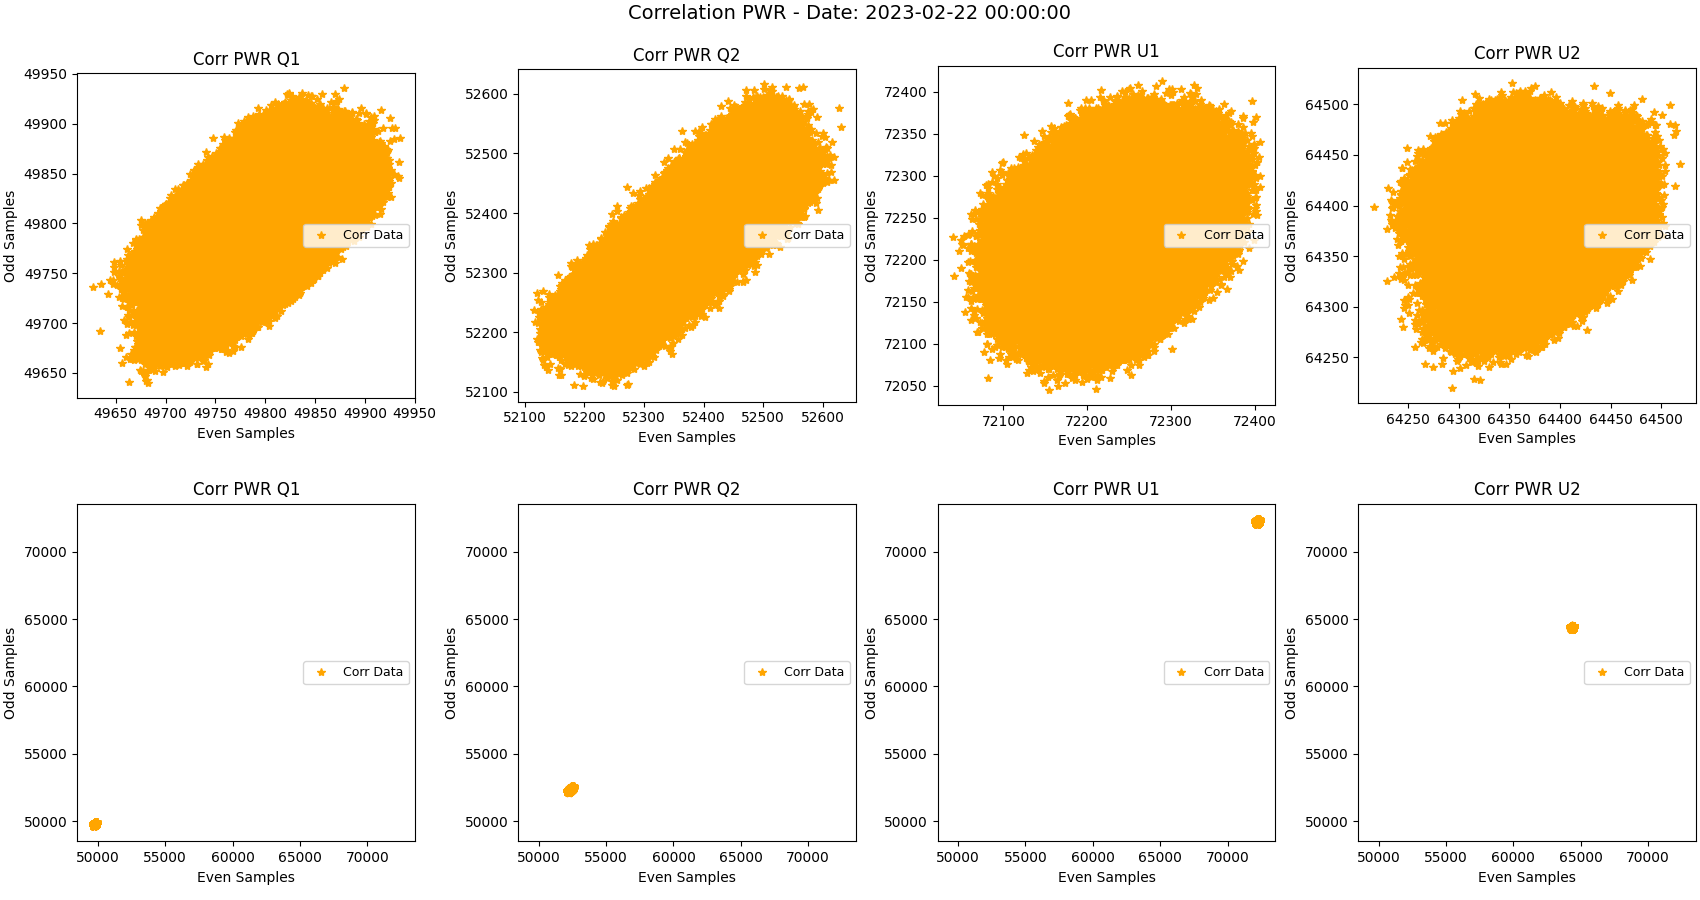 Correlation PWR - Date: 2023-02-22 00:00:00
Corr PWR Q1
49950
49900
49850
49800
49750
49700
49650
Odd Samples
Corr Data
49650 49700 49750 49800 49850 49900 49950
Even Samples
Corr PWR Q2
52600
52500
52400
52300
52200
52100
Odd Samples
Corr Data
52100 52200 52300 52400 52500 52600
Even Samples
Corr PWR U1
72400
72350
72300
72250
72200
72150
72100
72050
Odd Samples
Corr Data
72100 72200 72300 72400
Even Samples
Corr PWR U2
64500
64450
64400
64350
64300
64250
Odd Samples
Corr Data
64250 64300 64350 64400 64450 64500
Even Samples
Corr PWR Q1
70000
65000
60000
55000
50000
Odd Samples
Corr Data
50000 55000 60000 65000 70000
Even Samples
Corr PWR Q2
70000
65000
60000
55000
50000
Odd Samples
Corr Data
50000 55000 60000 65000 70000
Even Samples
Corr PWR U1
70000
65000
60000
55000
50000
Odd Samples
Corr Data
50000 55000 60000 65000 70000
Even Samples
Corr PWR U2
70000
65000
60000
55000
50000
Odd Samples
Corr Data
50000 55000 60000 65000 70000
Even Samples